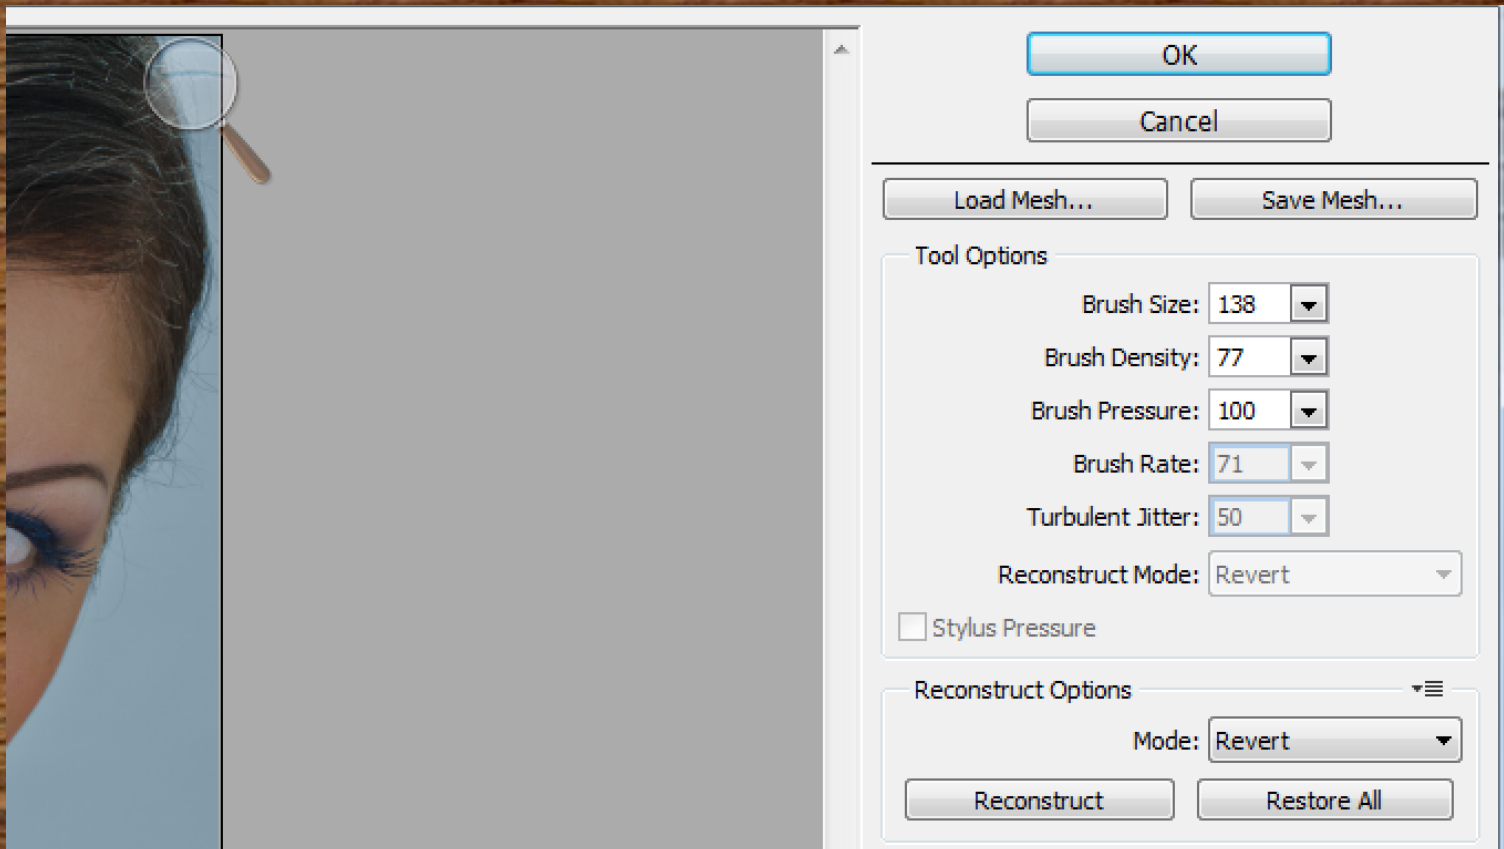 OK
Cancel
Load Mesh... Save Mesh...
Tool Options
Brush Size: 138
Brush Density: 77
Brush Pressure: 100
Brush Rate: 71
Turbulent Jitter: 50
Reconstruct Mode: Revert
Stylus Pressure
Reconstruct Options
Mode: Revert
Reconstruct Restore All